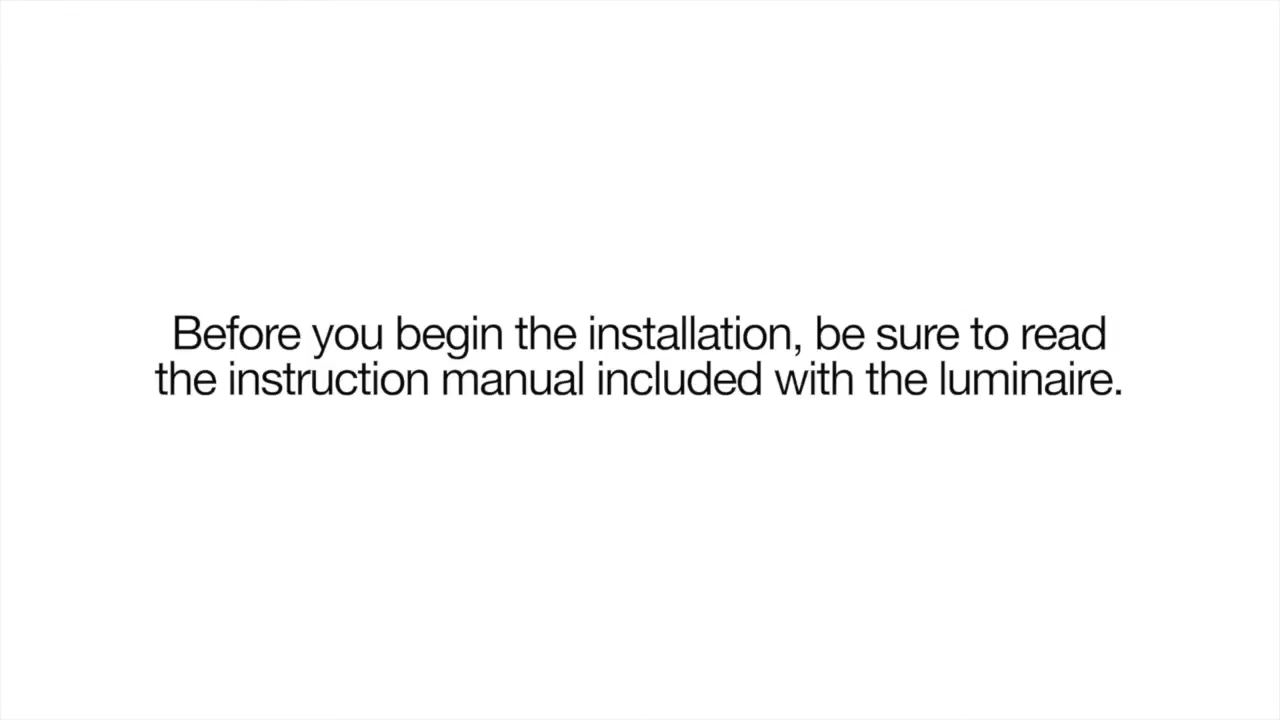 Before you begin the installation, be sure to read
the instruction manual included with the luminaire.